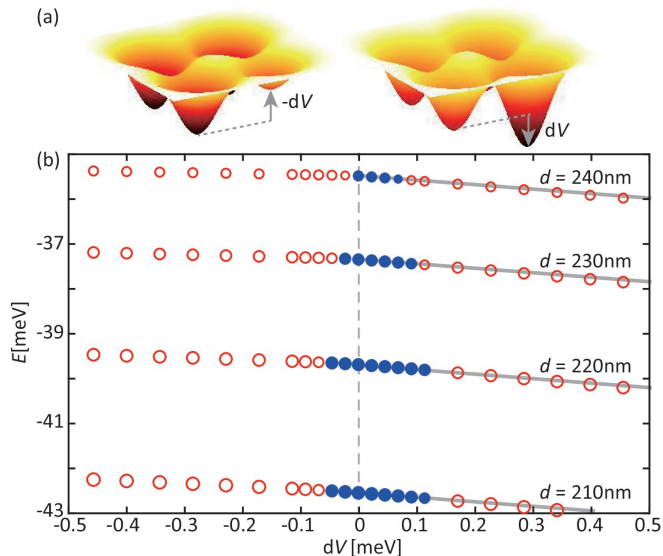 (a)
-dV
dV
(b)
d = 240nm
-37
d = 230nm
E[meV]
-39
d = 220nm
-41
d = 210nm
-43
-0.5 -0.4 -0.3 -0.2 -0.1 0 0.1 0.2 0.3 0.4 0.5
dV [meV]